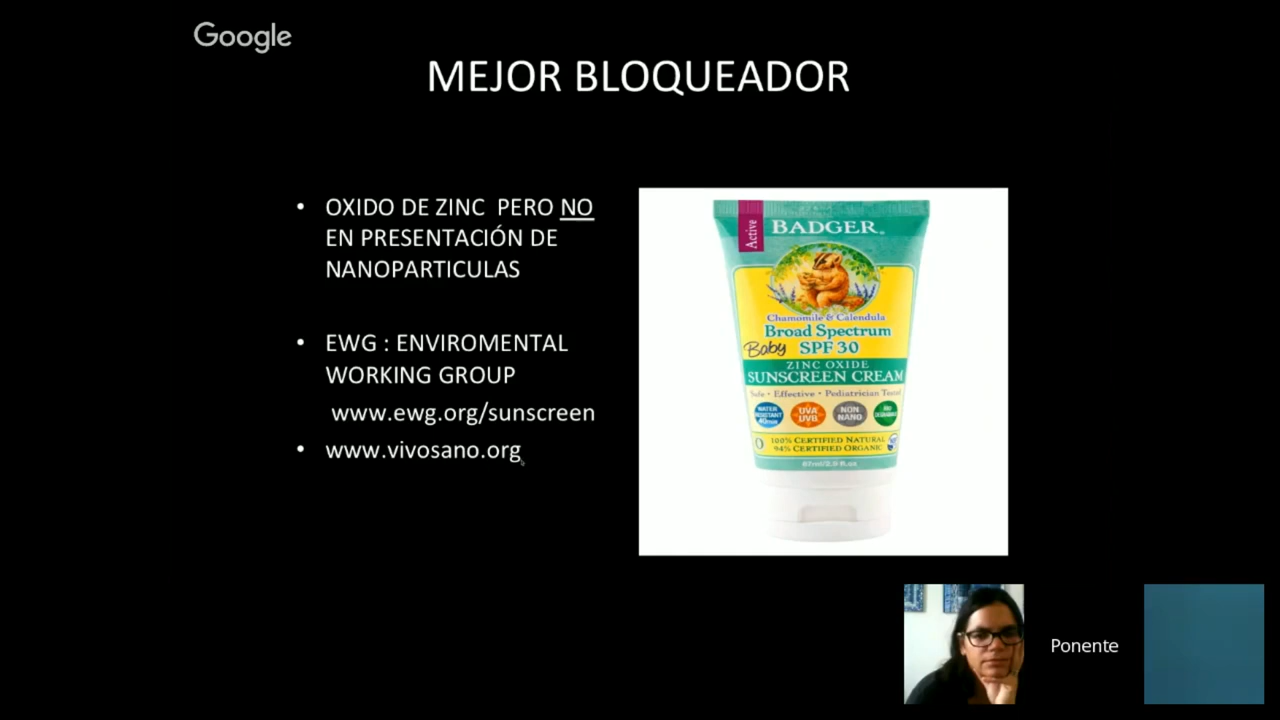 Google
MEJOR BLOQUEADOR
• OXIDO DE ZINC PERO NO
EN PRESENTACIÓN DE
NANOPARTICULAS
• EWG : ENVIROMENTAL
WORKING GROUP
www.ewg.org/sunscreen
• www.vivosano.org
Active
BADGER
Chamomile & Calendula
Broad Spectrum
Baby SPF 30
ZINC OXIDE
SUNSCREEN CREAM
Safe • Effective • Pediatrician
WATER RESISTANT
UVA UVB
NON NANO
100% CERTIFIED NATURAL
94% CERTIFIED ORGANIC
Ponente